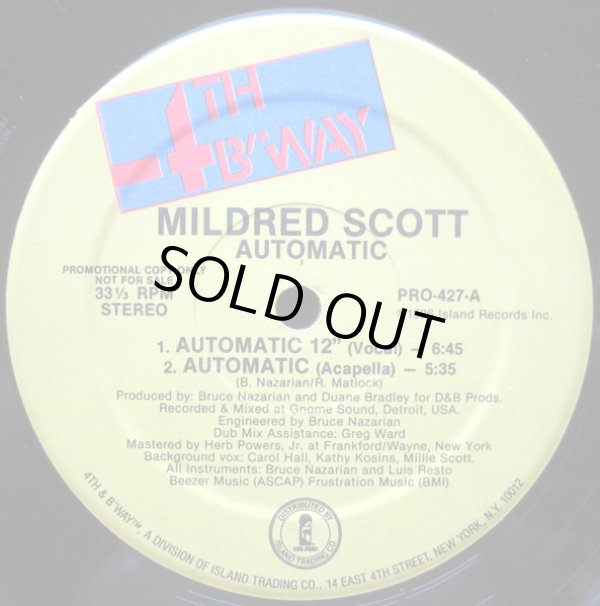 4TH
B'WAY
MILDRED SCOTT
AUTOMATIC
PROMOTIONAL COPY ONLY
NOT FOR SALE
33⅓ RPM
STEREO
PRO-427-A
Island Records Inc.
SOLD OUT
1. AUTOMATIC 12" (Vocal) – 6:45
2. AUTOMATIC (Acapella) – 5:35
(B. Nazarian/R. Matlock)
Produced by: Bruce Nazarian and Duane Bradley for D&B Prods.
Recorded & Mixed at Gnome Sound, Detroit, USA.
Engineered by Bruce Nazarian
Dub Mix Assistance: Greg Ward
Mastered by Herb Powers, Jr. at Frankford/Wayne, New York
Background vox: Carol Hall, Kathy Kosins, Millie Scott.
All Instruments: Bruce Nazarian and Luis Resto
Beezer Music (ASCAP) Frustration Music (BMI)
DISTRIBUTED BY
ISLAND
ISLAND TRADING CO.
4TH & B'WAY™, A DIVISION OF ISLAND TRADING CO., 14 EAST 4TH STREET, NEW YORK, N.Y. 10012